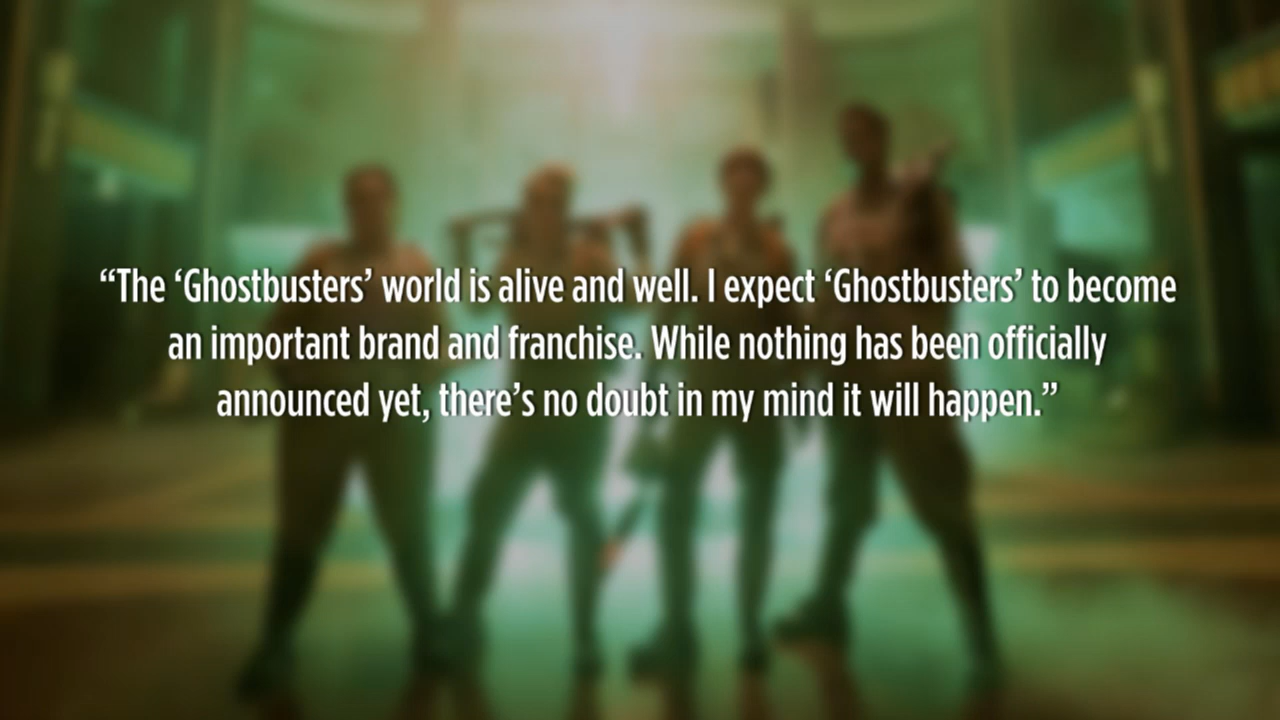 “The ‘Ghostbusters’ world is alive and well. I expect ‘Ghostbusters’ to become
an important brand and franchise. While nothing has been officially
announced yet, there’s no doubt in my mind it will happen.”